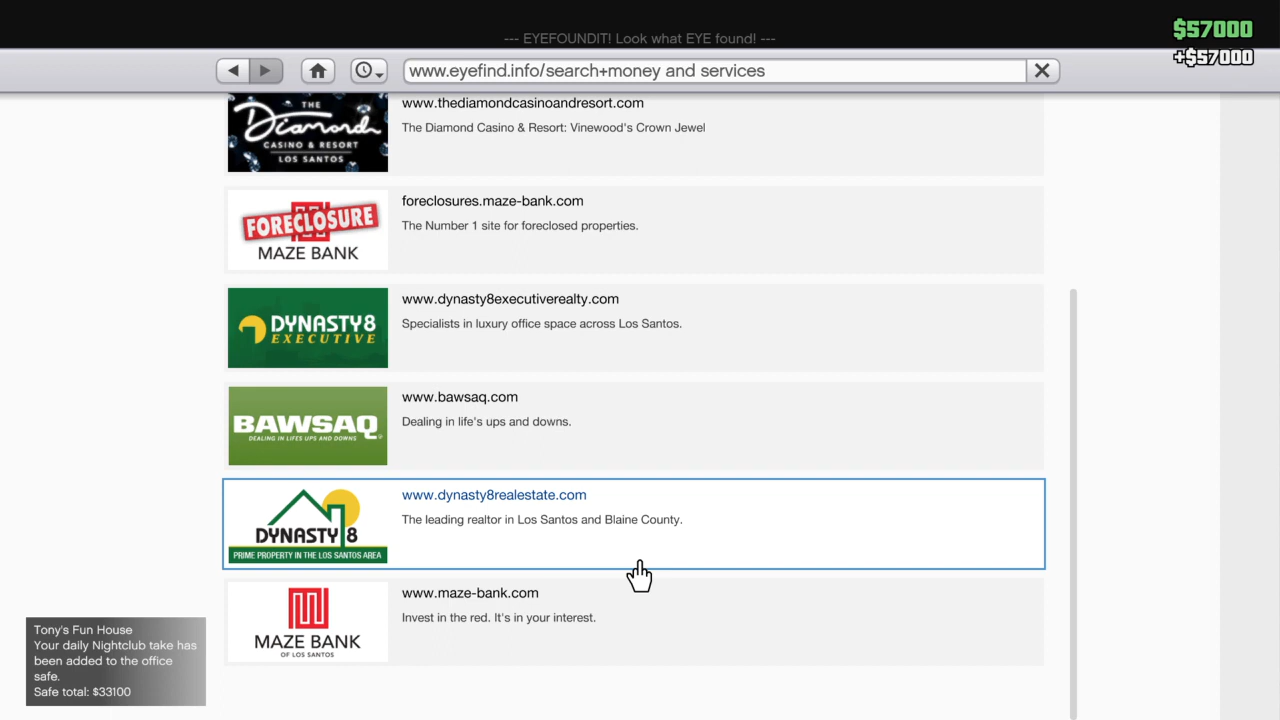 --- EYEFOUNDIT! Look what EYE found! ---
$57000
+$57000
www.eyefind.info/search+money and services
THE
Diamond
CASINO & RESORT
LOS SANTOS
www.thediamondcasinoandresort.com
The Diamond Casino & Resort: Vinewood's Crown Jewel
FORECLOSURE
MAZE BANK
foreclosures.maze-bank.com
The Number 1 site for foreclosed properties.
DYNASTY8
EXECUTIVE
www.dynasty8executiverealty.com
Specialists in luxury office space across Los Santos.
BAWSAQ
DEALING IN LIFES UPS AND DOWNS
www.bawsaq.com
Dealing in life's ups and downs.
DYNASTY 8
PRIME PROPERTY IN THE LOS SANTOS AREA
www.dynasty8realestate.com
The leading realtor in Los Santos and Blaine County.
MAZE BANK
OF LOS SANTOS
www.maze-bank.com
Invest in the red. It's in your interest.
Tony's Fun House
Your daily Nightclub take has
been added to the office
safe.
Safe total: $33100